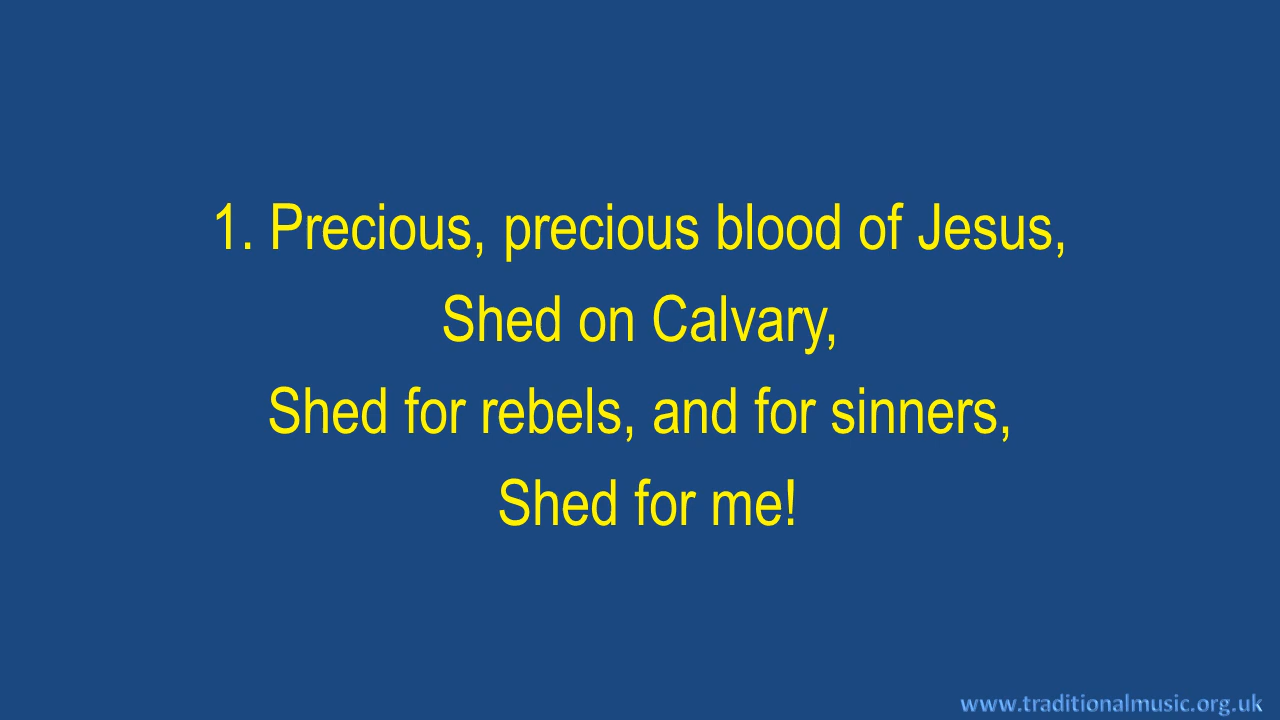 1. Precious, precious blood of Jesus,
Shed on Calvary,
Shed for rebels, and for sinners,
Shed for me!
www.traditionalmusic.org.uk